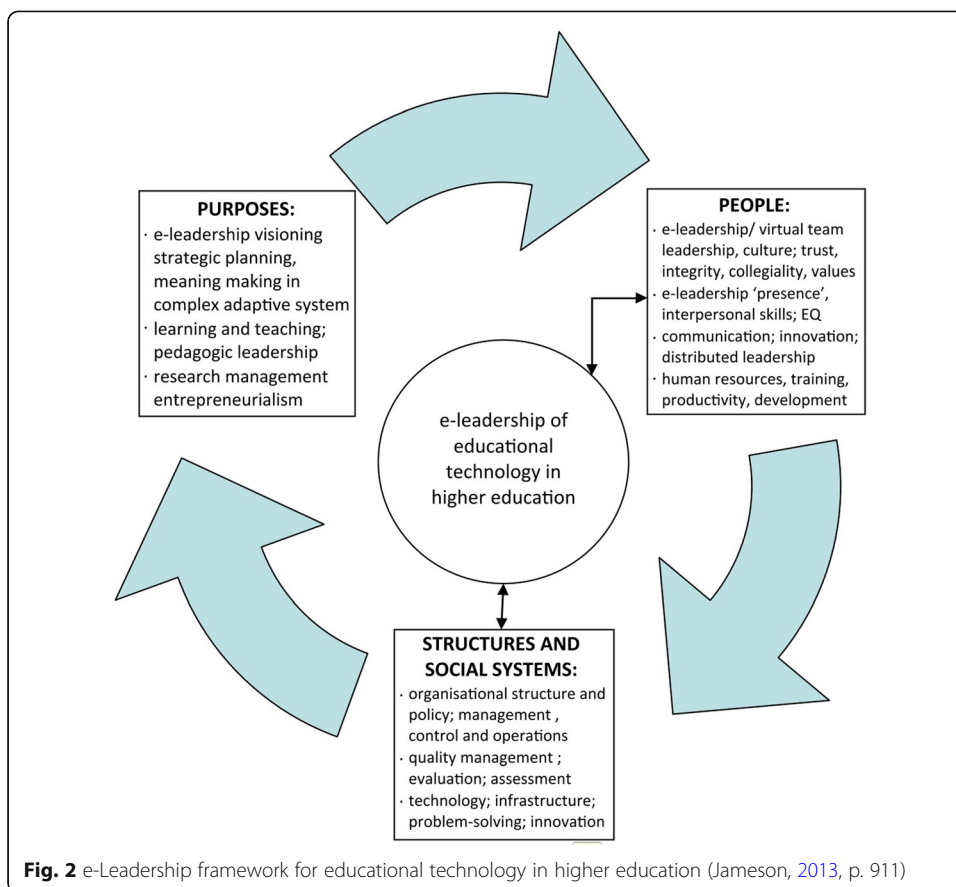 PURPOSES:
· e-leadership visioning
strategic planning,
meaning making in
complex adaptive system
· learning and teaching;
pedagogic leadership
· research management
entrepreneurialism
PEOPLE:
· e-leadership/ virtual team
leadership, culture; trust,
integrity, collegiality, values
· e-leadership ‘presence’,
interpersonal skills; EQ
· communication; innovation;
distributed leadership
· human resources, training,
productivity, development
e-leadership of
educational
technology in
higher education
STRUCTURES AND
SOCIAL SYSTEMS:
· organisational structure and
policy; management ,
control and operations
· quality management ;
evaluation; assessment
· technology; infrastructure;
problem-solving; innovation
Fig. 2 e-Leadership framework for educational technology in higher education (Jameson, 2013, p. 911)